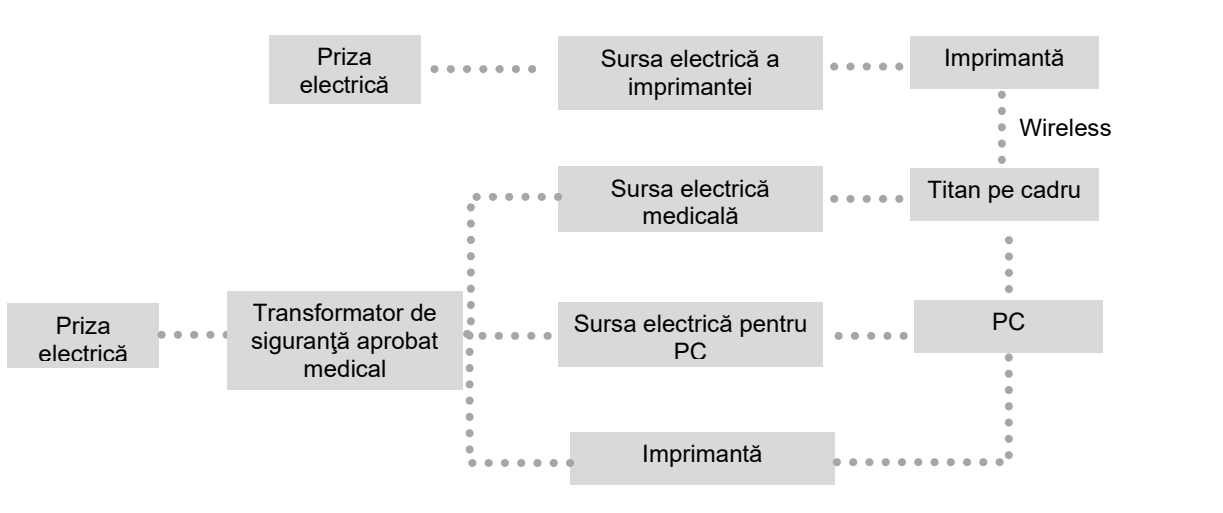 Priza
electrică
Sursa electrică a
imprimantei
Imprimantă
Wireless
Sursa electrică
medicală
Titan pe cadru
Priza
electrică
Transformator de
siguranţă aprobat
medical
Sursa electrică pentru
PC
PC
Imprimantă